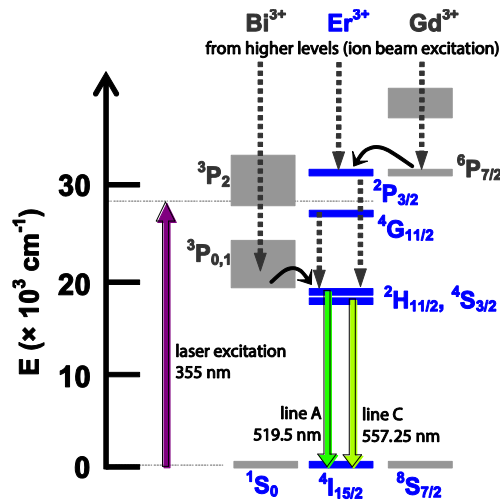 Bi³⁺ Er³⁺ Gd³⁺
from higher levels (ion beam excitation)
E (× 10³ cm⁻¹)
30
20
10
0
³P₂
³P₀,₁
⁶P₇/₂
²P₃/₂
⁴G₁₁/₂
²H₁₁/₂, ⁴S₃/₂
laser excitation
355 nm
line A
519.5 nm
line C
557.25 nm
¹S₀ ⁴I₁₅/₂ ⁸S₇/₂